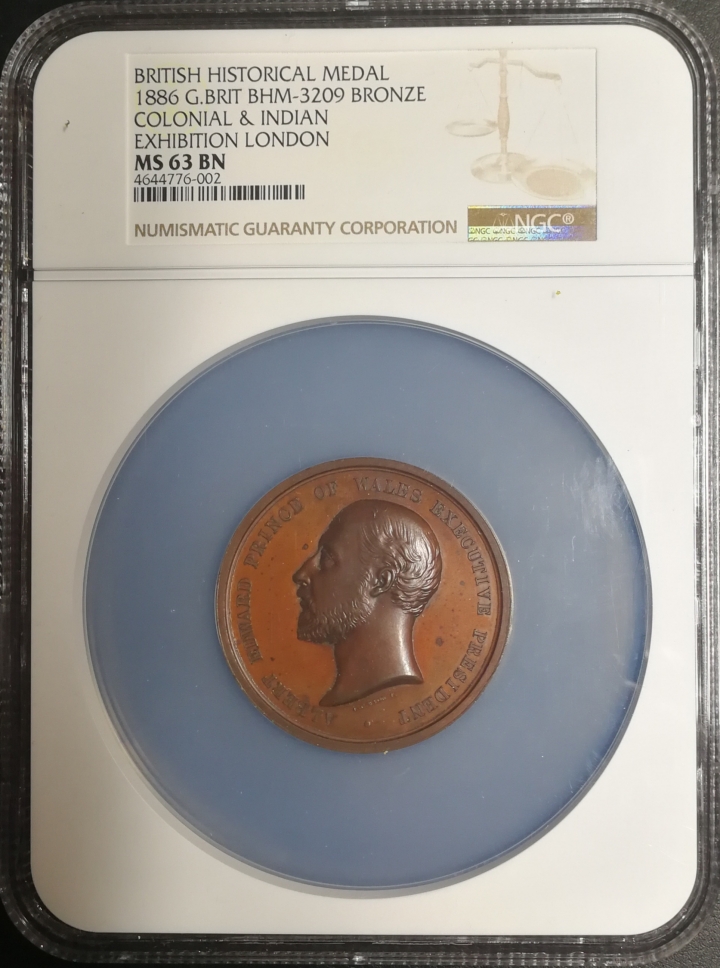 BRITISH HISTORICAL MEDAL
1886 G.BRIT BHM-3209 BRONZE
COLONIAL & INDIAN
EXHIBITION LONDON
MS 63 BN
4644776-002
NUMISMATIC GUARANTY CORPORATION
NGC®
ALBERT EDWARD PRINCE OF WALES EXECUTIVE PRESIDENT